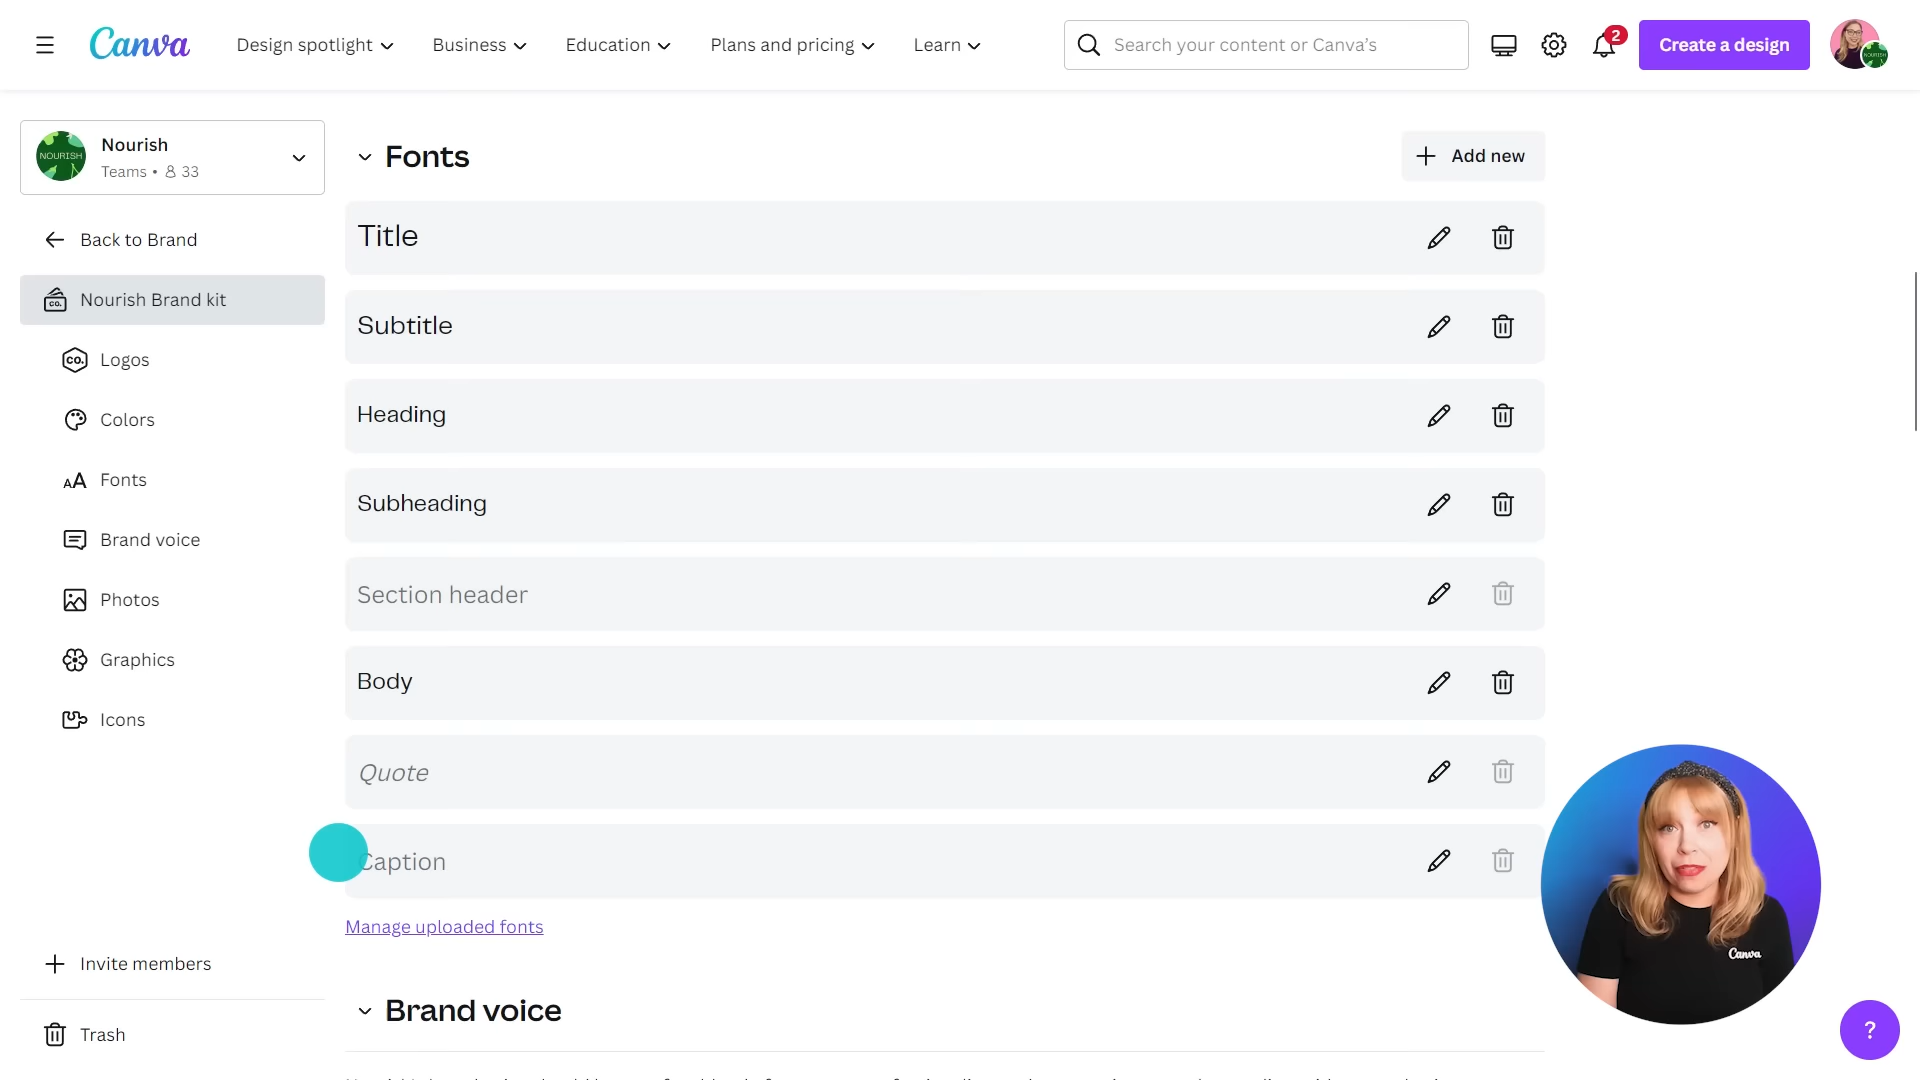 Canva
Design spotlight
Business
Education
Plans and pricing
Learn
Search your content or Canva's
2
Create a design
NOURISH
Nourish
Teams • 33
Back to Brand
Nourish Brand kit
CO.
Logos
Colors
Fonts
Brand voice
Photos
Graphics
Icons
Invite members
Trash
Fonts
Add new
Title
Subtitle
Heading
Subheading
Section header
Body
Quote
Caption
Manage uploaded fonts
Brand voice
Canva
?